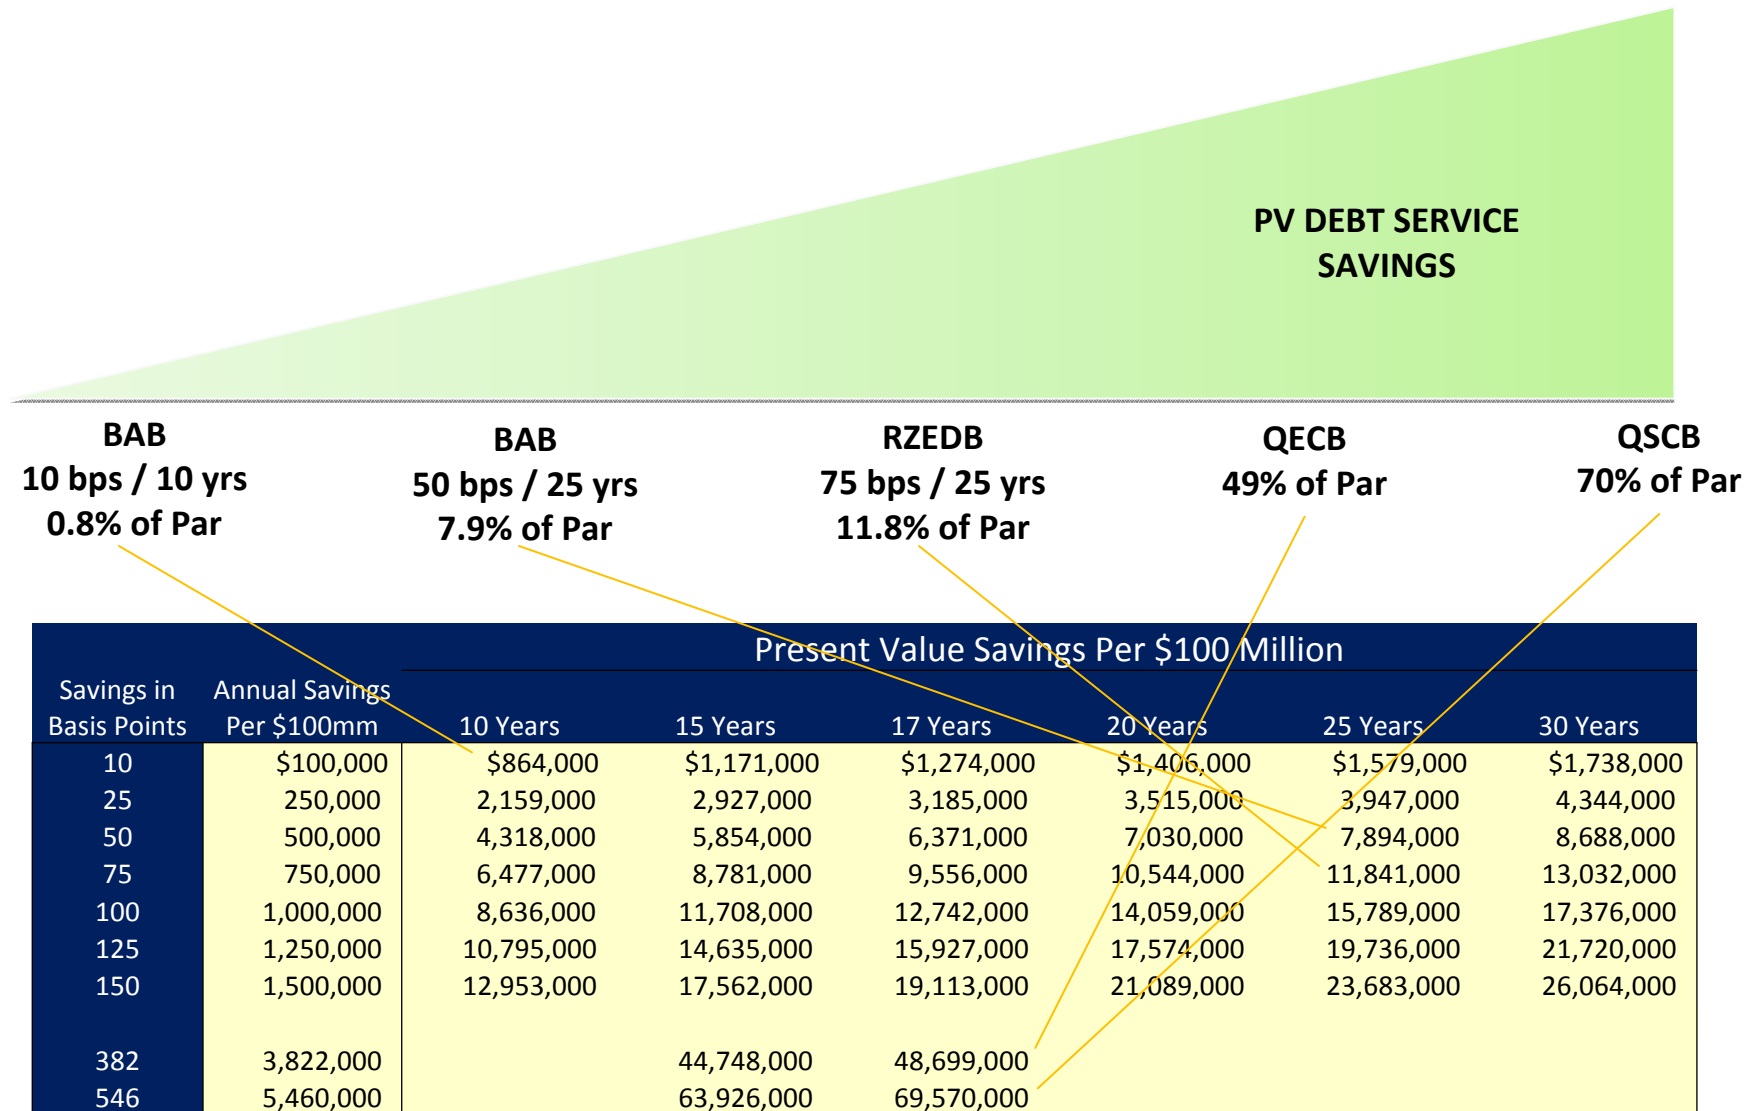 PV DEBT SERVICE
SAVINGS
BAB
10 bps / 10 yrs
0.8% of Par
BAB
50 bps / 25 yrs
7.9% of Par
RZEDB
75 bps / 25 yrs
11.8% of Par
QECB
49% of Par
QSCB
70% of Par
Present Value Savings Per $100 Million
Savings in Basis Points Annual Savings Per $100mm 10 Years 15 Years 17 Years 20 Years 25 Years 30 Years
10 $100,000 $864,000 $1,171,000 $1,274,000 $1,406,000 $1,579,000 $1,738,000
25 250,000 2,159,000 2,927,000 3,185,000 3,515,000 3,947,000 4,344,000
50 500,000 4,318,000 5,854,000 6,371,000 7,030,000 7,894,000 8,688,000
75 750,000 6,477,000 8,781,000 9,556,000 10,544,000 11,841,000 13,032,000
100 1,000,000 8,636,000 11,708,000 12,742,000 14,059,000 15,789,000 17,376,000
125 1,250,000 10,795,000 14,635,000 15,927,000 17,574,000 19,736,000 21,720,000
150 1,500,000 12,953,000 17,562,000 19,113,000 21,089,000 23,683,000 26,064,000
382 3,822,000 44,748,000 48,699,000
546 5,460,000 63,926,000 69,570,000